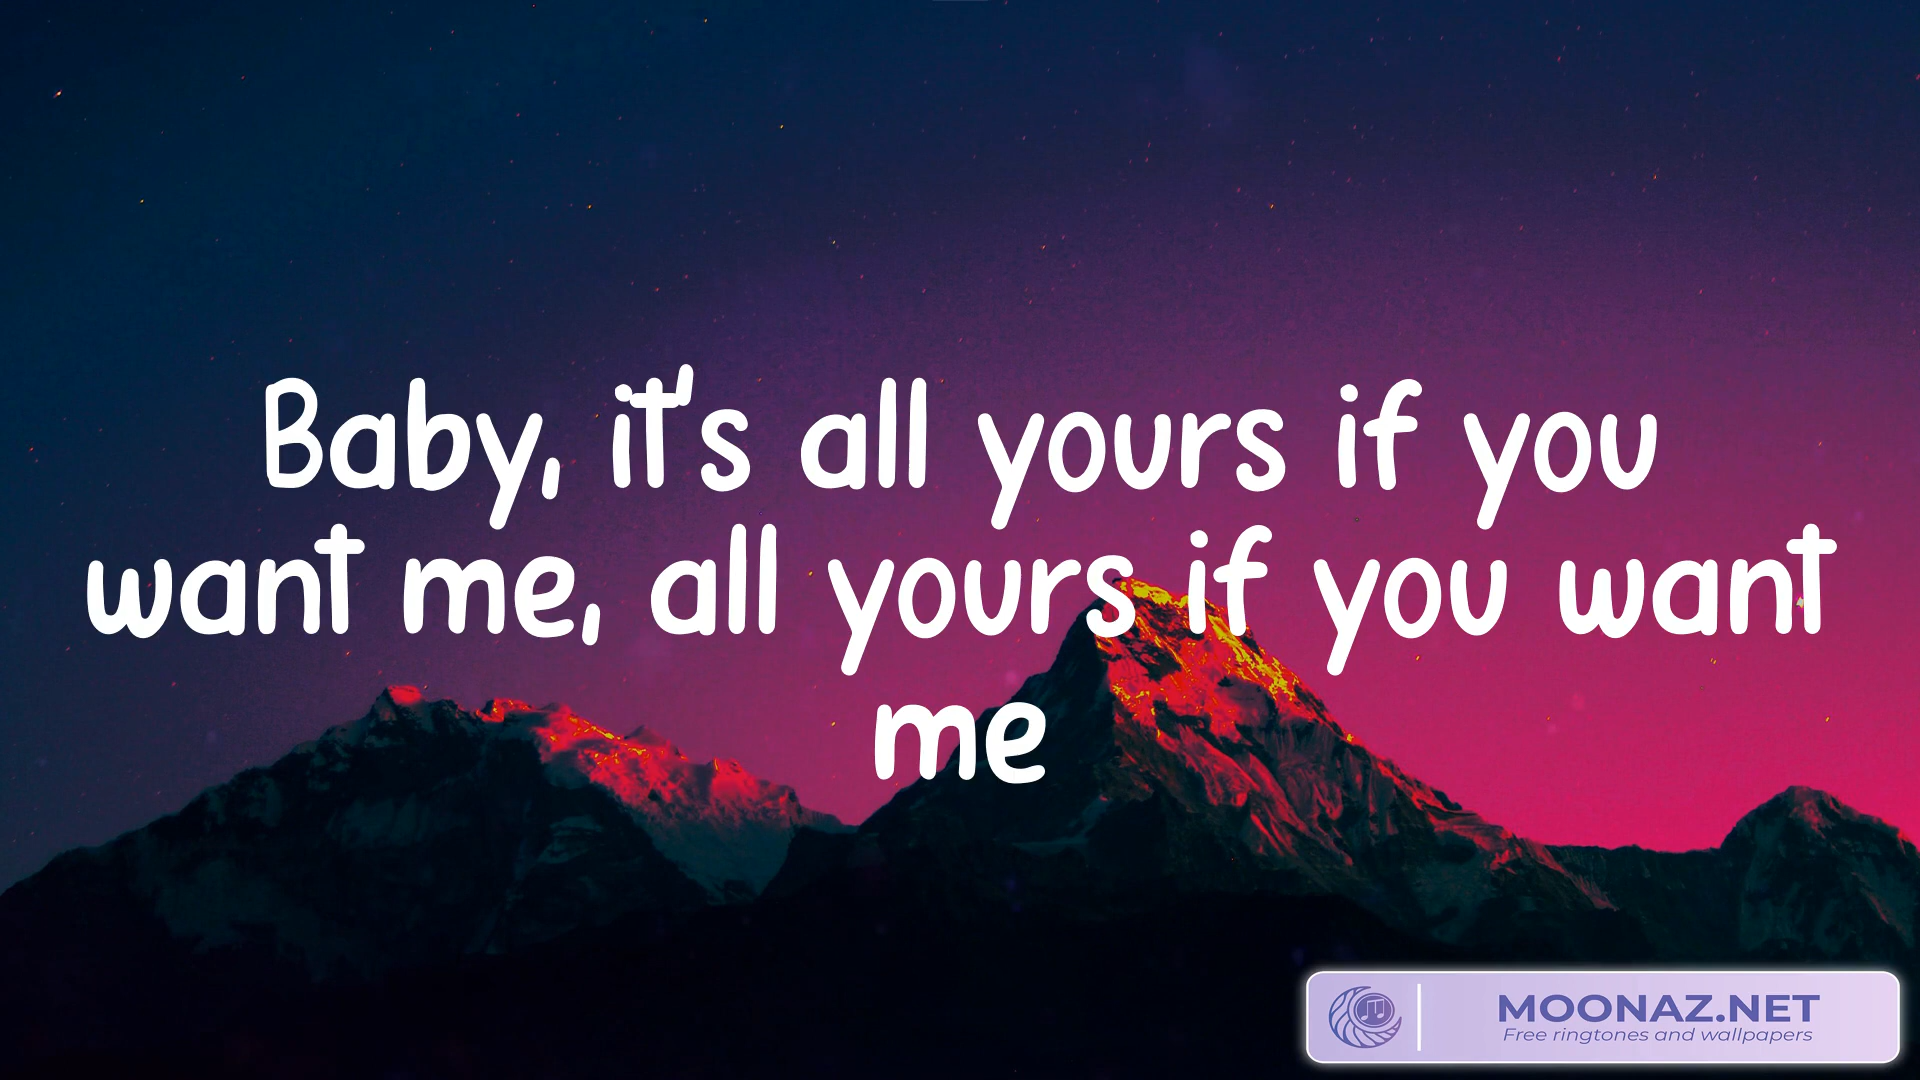 Baby, it's all yours if you
want me, all yours if you want
me
MOONAZ.NET
Free ringtones and wallpapers